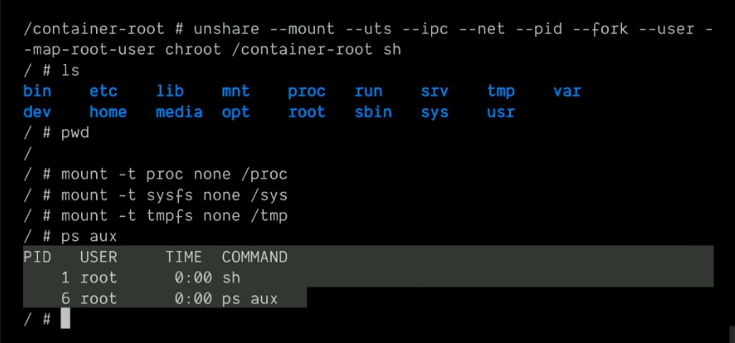 /container-root # unshare --mount --uts --ipc --net --pid --fork --user -
-map-root-user chroot /container-root sh
/ # ls
bin    etc    lib    mnt    proc    run    srv    tmp    var
dev    home    media    opt    root    sbin    sys    usr
/ # pwd
/
/ # mount -t proc none /proc
/ # mount -t sysfs none /sys
/ # mount -t tmpfs none /tmp
/ # ps aux
PID   USER     TIME  COMMAND
    1 root      0:00 sh
    6 root      0:00 ps aux
/ #